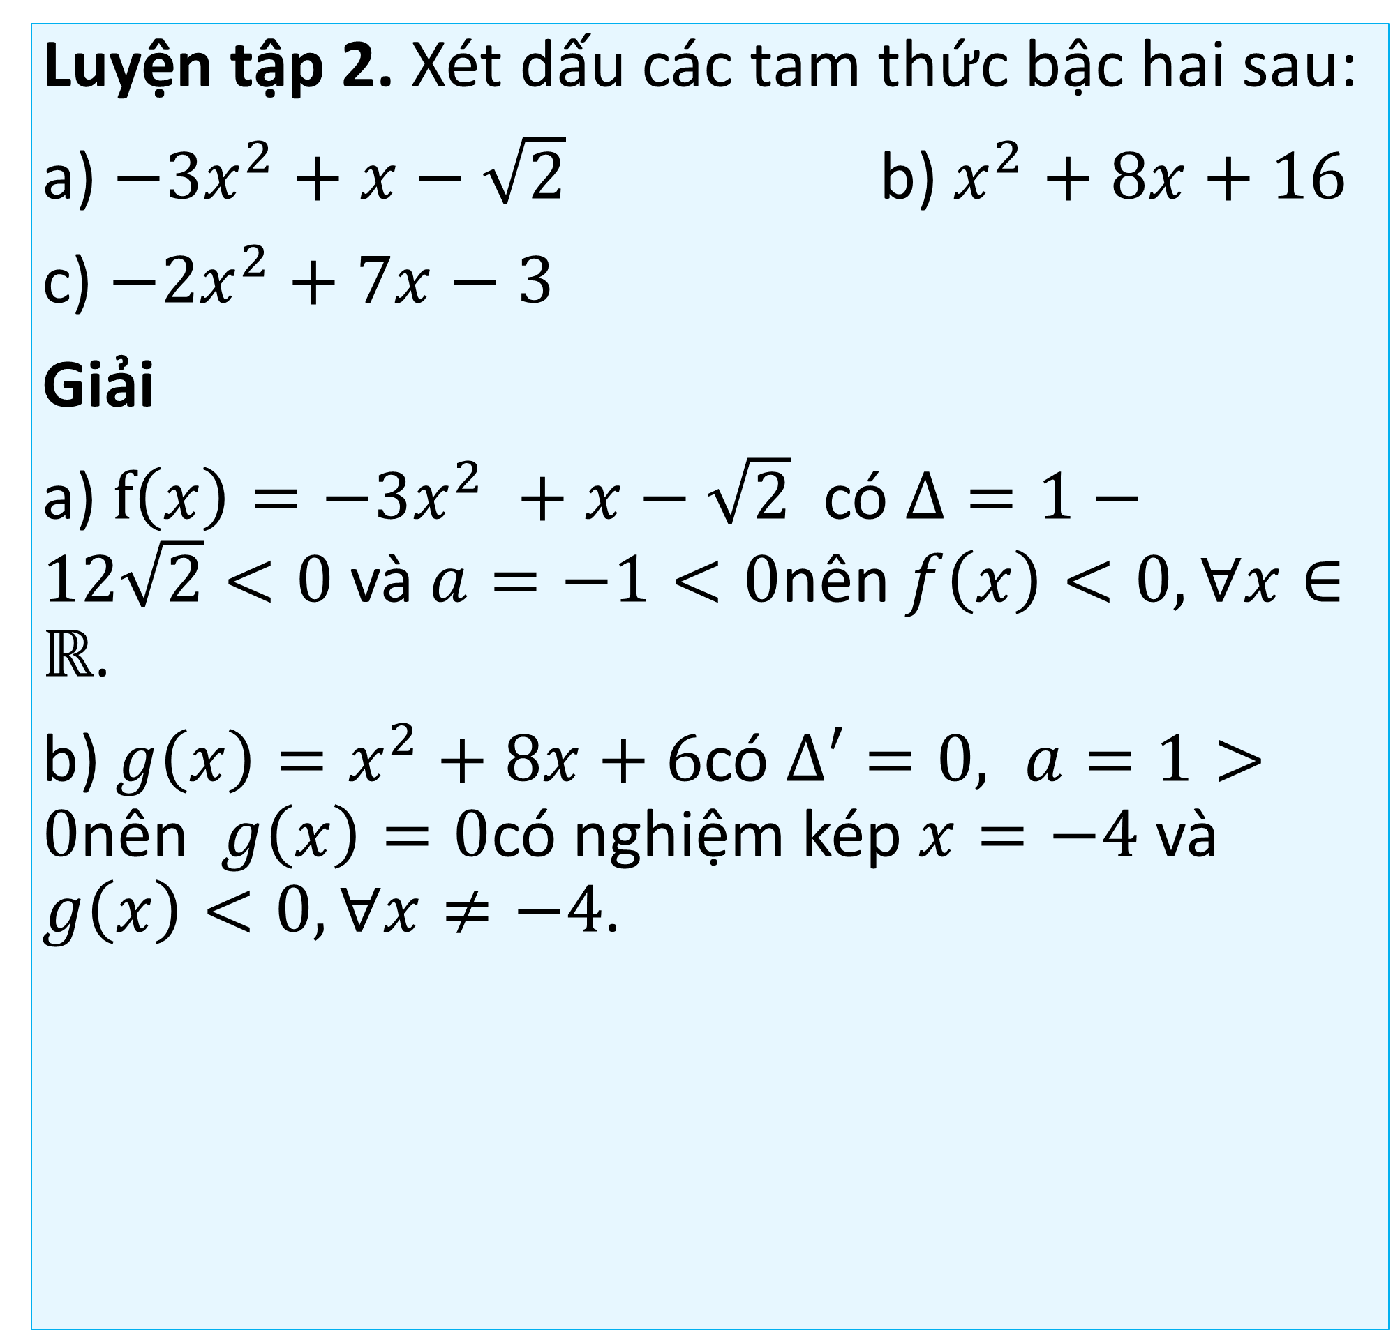 Luyện tập 2. Xét dấu các tam thức bậc hai sau:
a) −3x² + x − √2 b) x² + 8x + 16
c) −2x² + 7x − 3
Giải
a) f(x) = −3x² + x − √2 có Δ = 1 −
12√2 < 0 và a = −1 < 0nên f(x) < 0, ∀x ∈
ℝ.
b) g(x) = x² + 8x + 6có Δ′ = 0, a = 1 >
0nên g(x) = 0có nghiệm kép x = −4 và
g(x) < 0, ∀x ≠ −4.